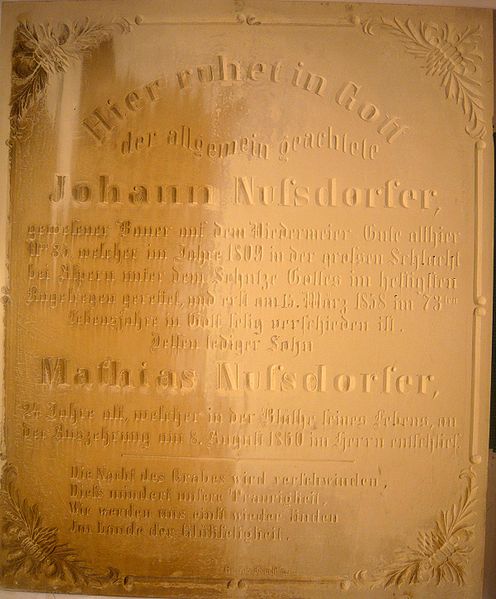 Hier ruhet in Gott
der allgemein geachtete
Johann Nußdorfer,
gewesener Bauer auf dem Niedermeier Gute allhier
Nr 34 welcher im Jahre 1809 in der großen Schlacht
bei Aspern unter dem Schutze Gottes im heftigsten
Kugelregen gerettet, und erst am 15. März 1858 im 73ten
Lebensjahre in Gott selig verschieden ist.
Dessen lediger Sohn
Mathias Nußdorfer,
24 Jahre alt, welcher in der Blüthe seines Lebens, an
der Auszehrung am 8. August 1860 im Herrn entschlief.
Die Nacht des Grabes wird verschwinden,
Dieß mindert unsere Traurigkeit.
Wir werden uns einst wieder finden
Im Lande der Glükseligkeit.